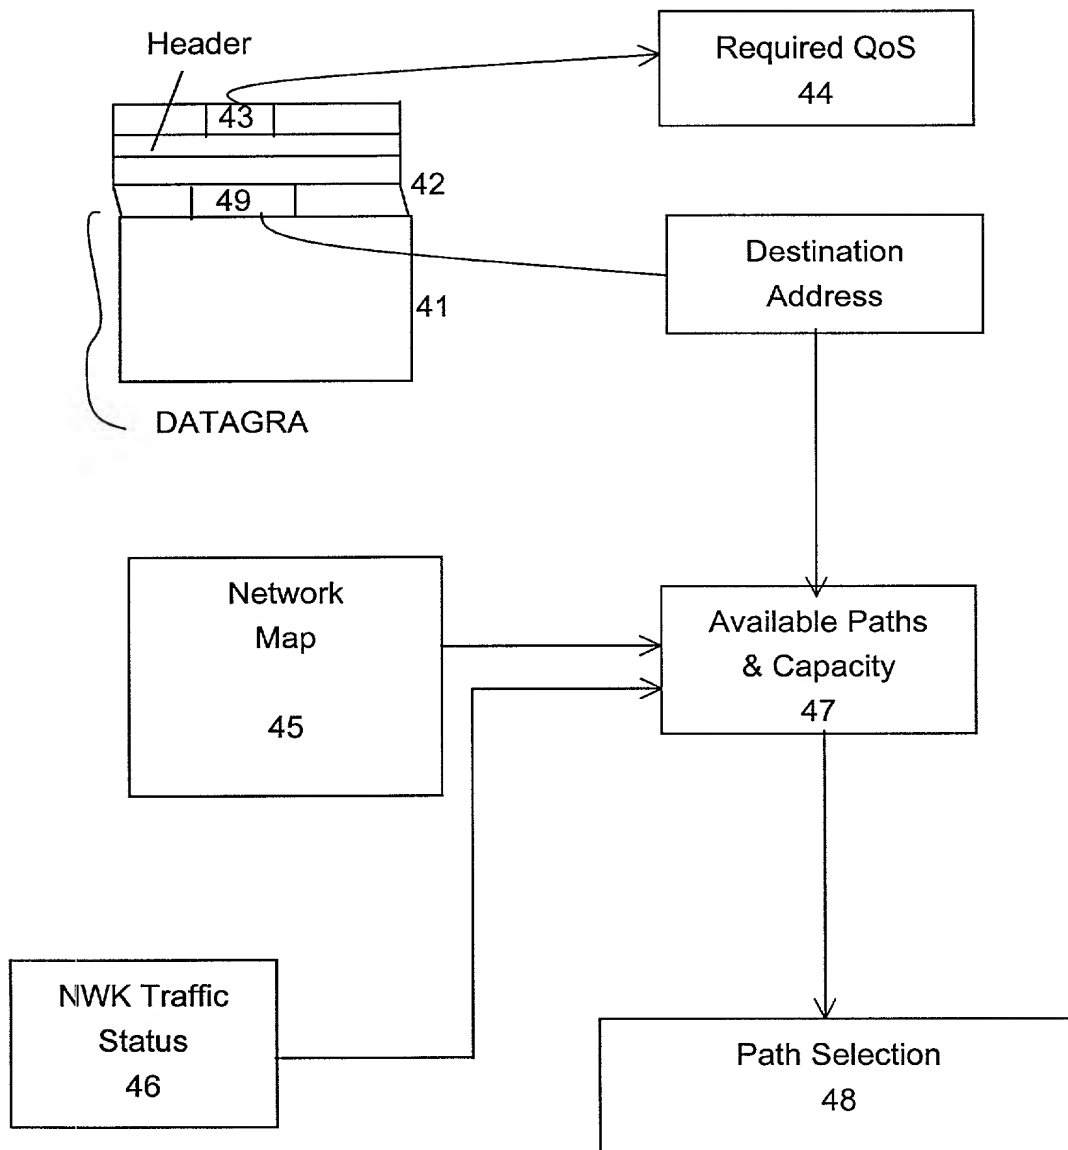 Header
Required QoS
44
43
42
49
Destination
Address
41
DATAGRA
Network
Map
45
Available Paths
& Capacity
47
NWK Traffic
Status
46
Path Selection
48